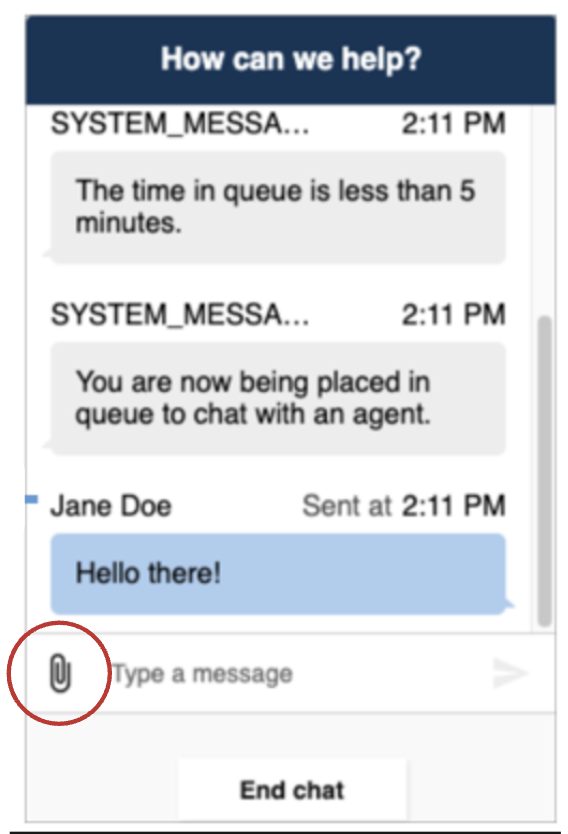 How can we help?
SYSTEM_MESSA... 2:11 PM
The time in queue is less than 5
minutes.
SYSTEM_MESSA... 2:11 PM
You are now being placed in
queue to chat with an agent.
Jane Doe Sent at 2:11 PM
Hello there!
Type a message
End chat